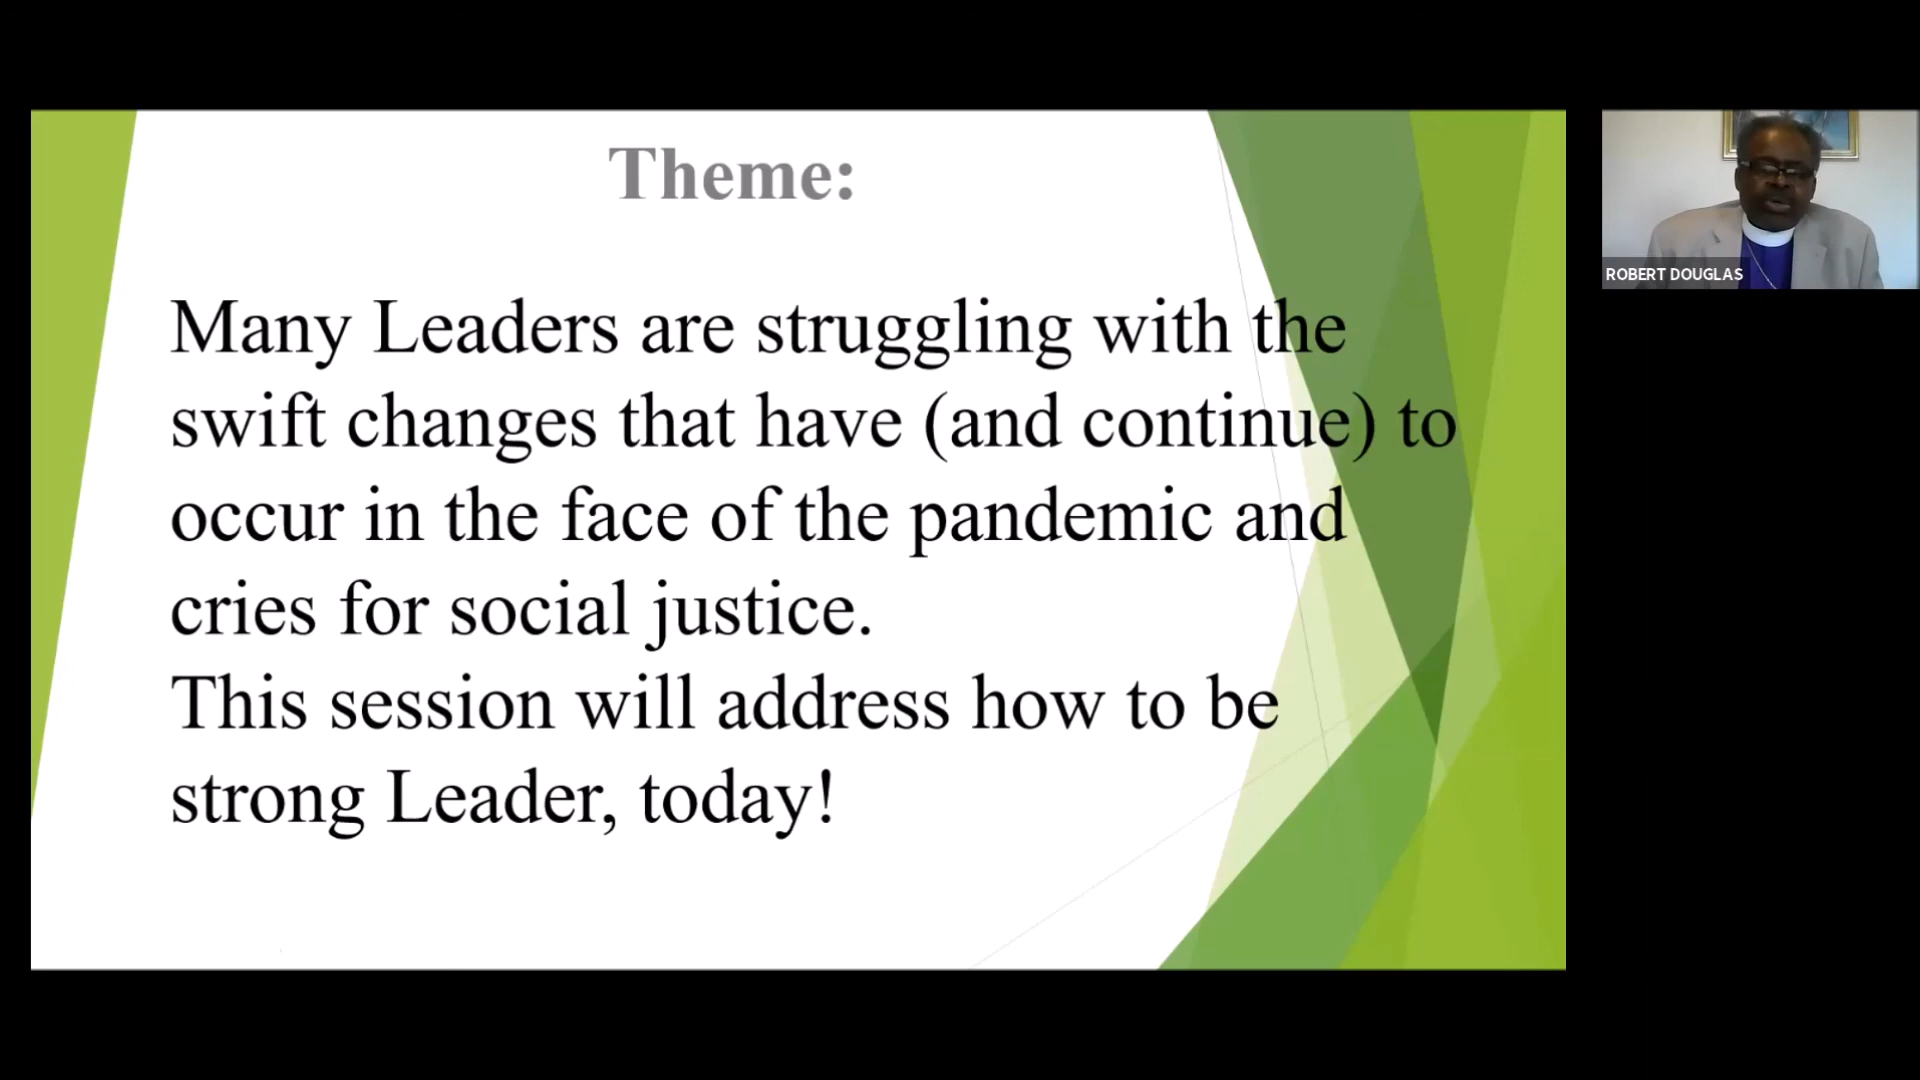 Theme:
Many Leaders are struggling with the
swift changes that have (and continue) to
occur in the face of the pandemic and
cries for social justice.
This session will address how to be
strong Leader, today!
ROBERT DOUGLAS